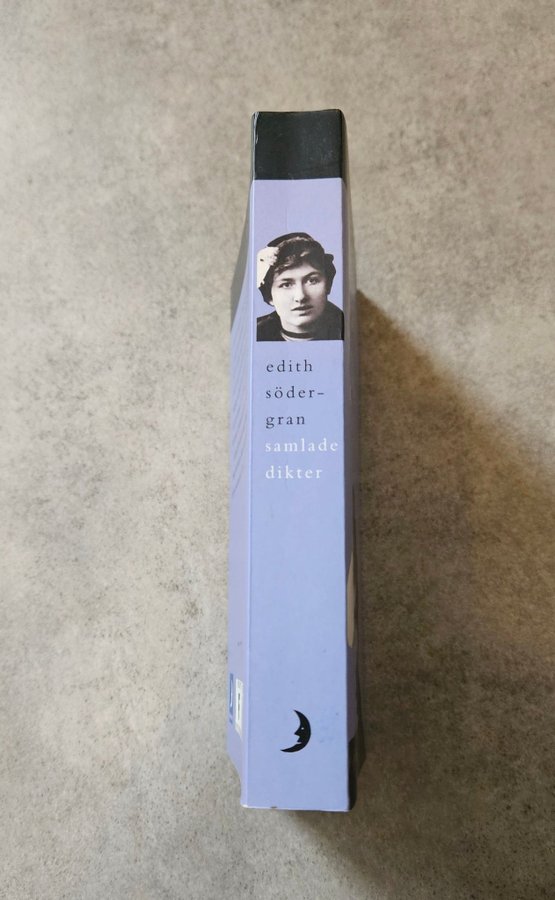 edith
söder-
gran
samlade
dikter